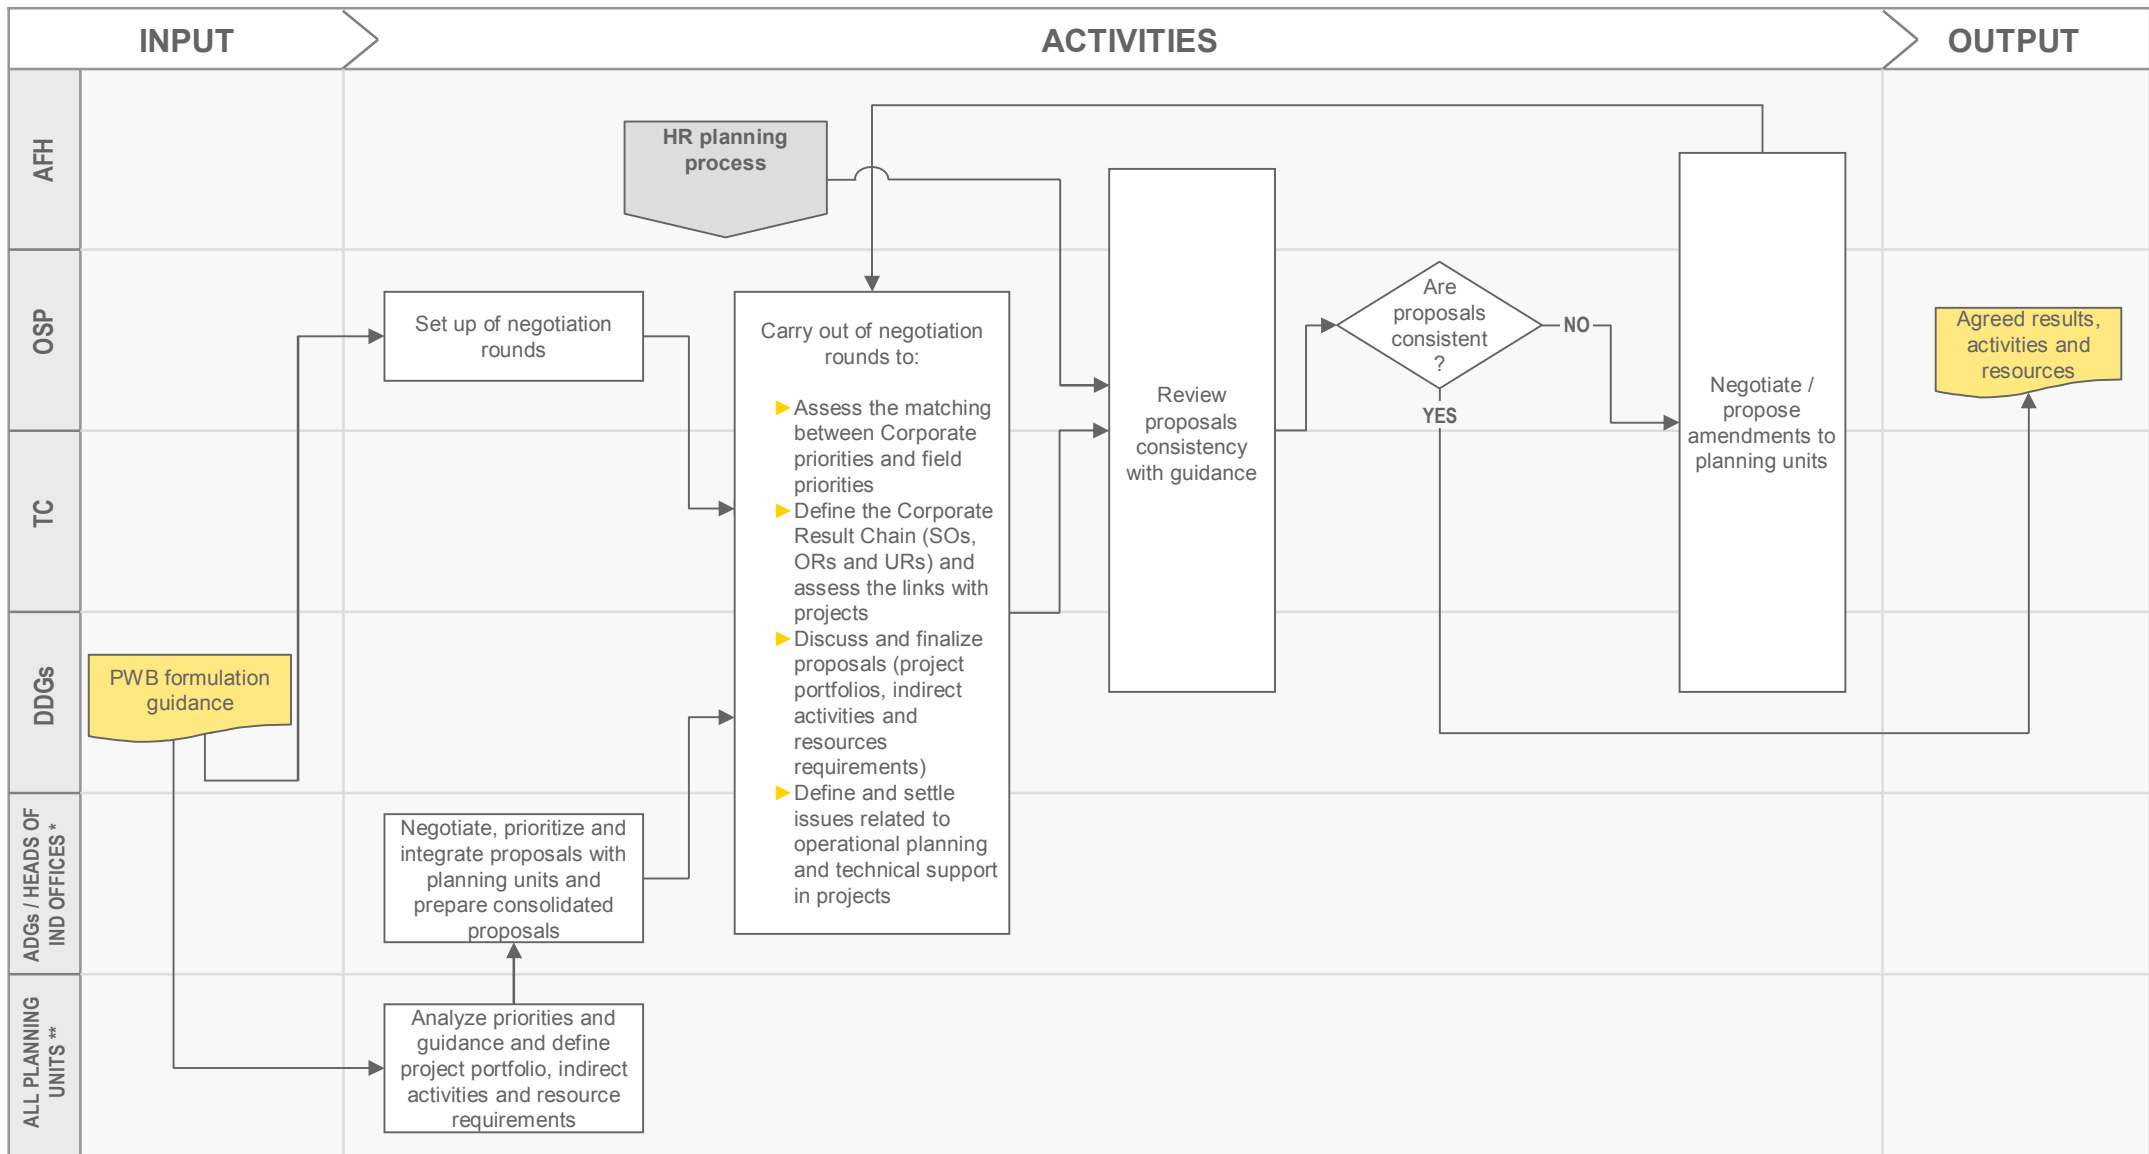 INPUT
ACTIVITIES
OUTPUT
AFH
HR planning
process
OSP
Set up of negotiation
rounds
Carry out of negotiation
rounds to:
►Assess the matching
between Corporate
priorities and field
priorities
►Define the Corporate
Result Chain (SOs,
ORs and URs) and
assess the links with
projects
►Discuss and finalize
proposals (project
portfolios, indirect
activities and
resources
requirements)
►Define and settle
issues related to
operational planning
and technical support
in projects
Review
proposals
consistency
with guidance
Are
proposals
consistent
?
NO
YES
Negotiate /
propose
amendments to
planning units
Agreed results,
activities and
resources
TC
DDGs
PWB formulation
guidance
ADGs / HEADS OF
IND OFFICES *
Negotiate, prioritize and
integrate proposals with
planning units and
prepare consolidated
proposals
ALL PLANNING
UNITS **
Analyze priorities and
guidance and define
project portfolio, indirect
activities and resource
requirements